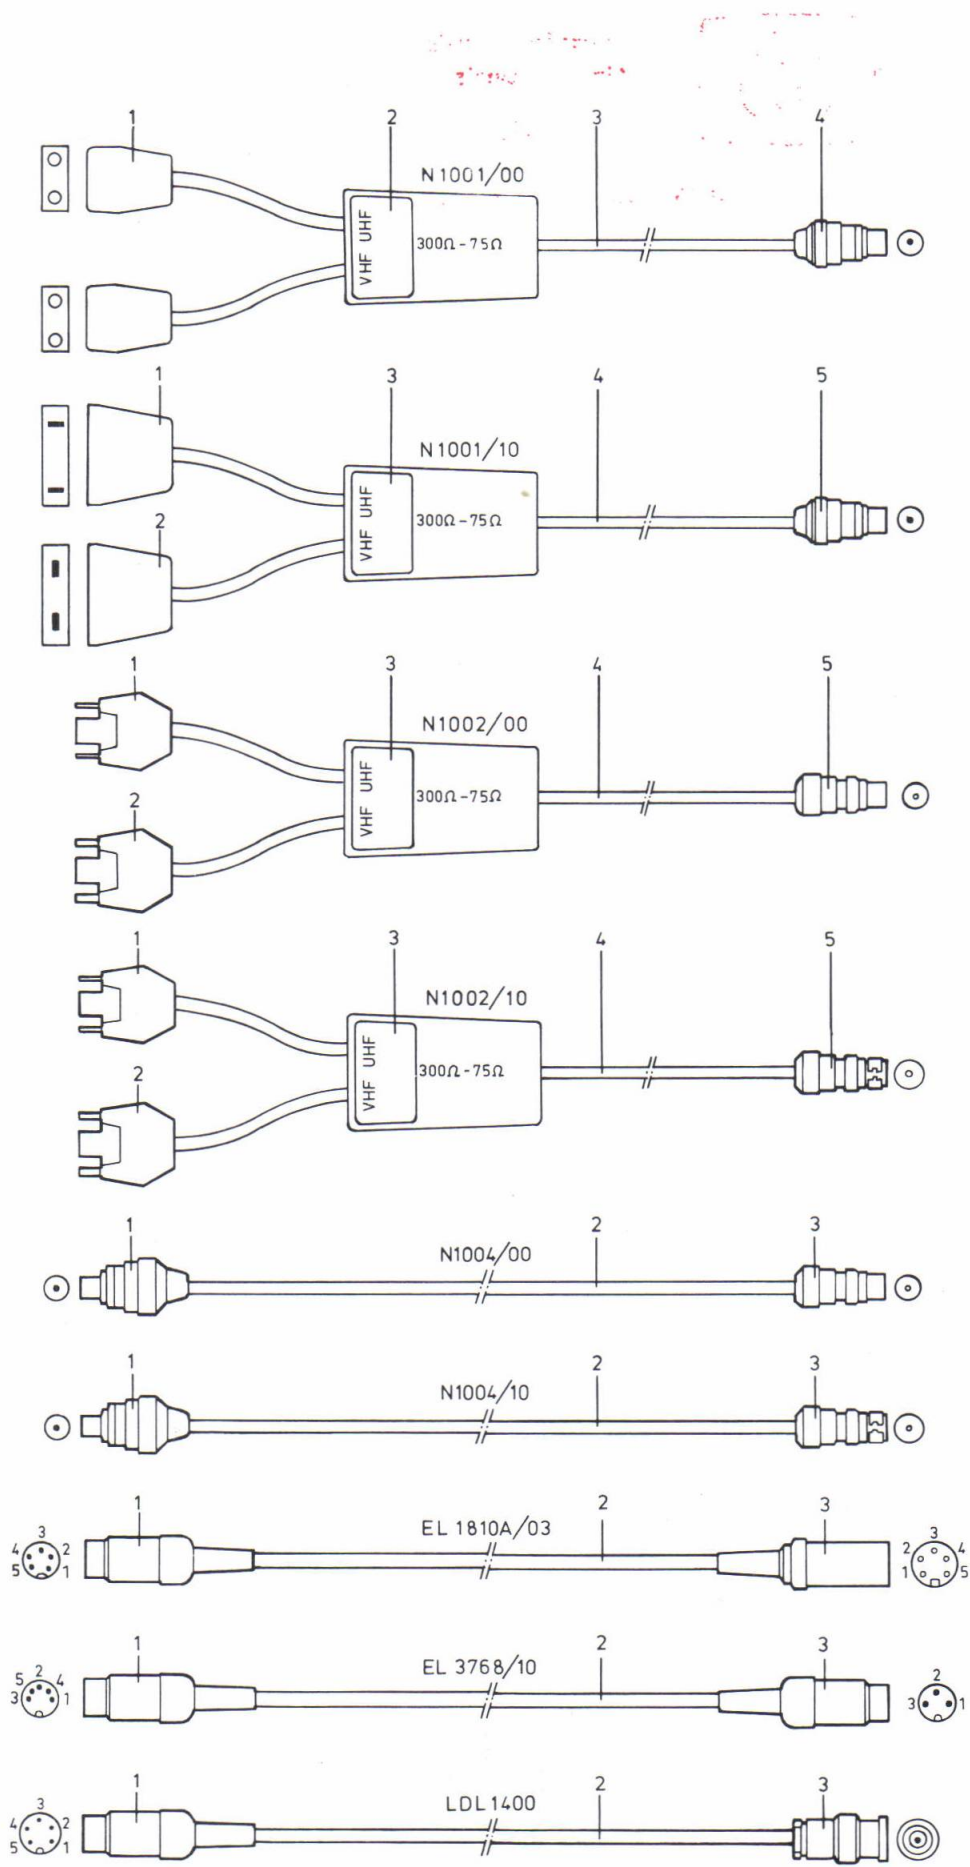 1 2 3 4
N1001/00
UHF
VHF
300Ω-75Ω
1 3 4 5
N1001/10
UHF
VHF
300Ω-75Ω
2
1 3 4 5
N1002/00
UHF
VHF
300Ω-75Ω
2
1 3 4 5
N1002/10
UHF
VHF
300Ω-75Ω
2
1 2 3
N1004/00
1 2 3
N1004/10
1 2 3
EL 1810A/03
3 3
4 2 2 4
5 1 1 5
1 2 3
EL 3768/10
5 2 4 2
3 1 3 1
1 2 3
LDL1400
3
4 2
5 1